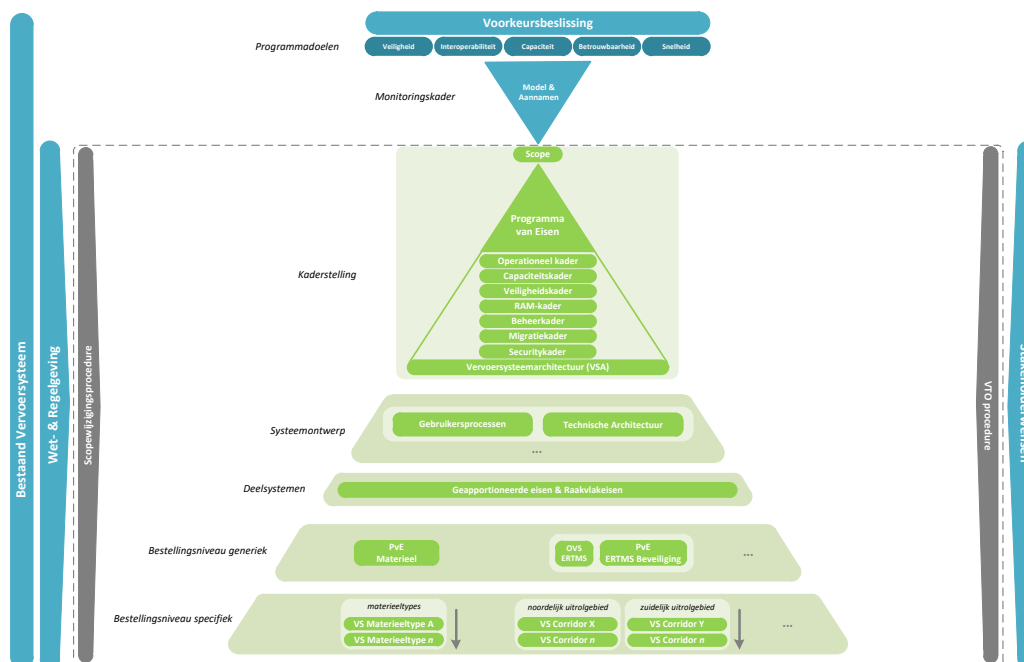 Voorkeursbeslissing
Programmadoelen
Veiligheid
Interoperabiliteit
Capaciteit
Betrouwbaarheid
Snelheid
Monitoringskader
Model &
Aannamen
Scope
Programma
van Eisen
Kaderstelling
Operationeel kader
Capaciteitskader
Veiligheidskader
RAM-kader
Beheerkader
Migratiekader
Securitykader
Vervoersysteemarchitectuur (VSA)
Systeemontwerp
Gebruikersprocessen
Technische Architectuur
...
Deelsystemen
Geapportioneerde eisen & Raakvlakeisen
Bestellingsniveau generiek
PvE
Materieel
OVS
ERTMS
PvE
ERTMS Beveiliging
...
Bestellingsniveau specifiek
materieeltypes
VS Materieeltype A
VS Materieeltype n
noordelijk uitrolgebied
VS Corridor X
VS Corridor n
zuidelijk uitrolgebied
VS Corridor Y
VS Corridor n
...
Bestaand Vervoersysteem
Wet- & Regelgeving
Scopewijzigingsprocedure
VTO procedure